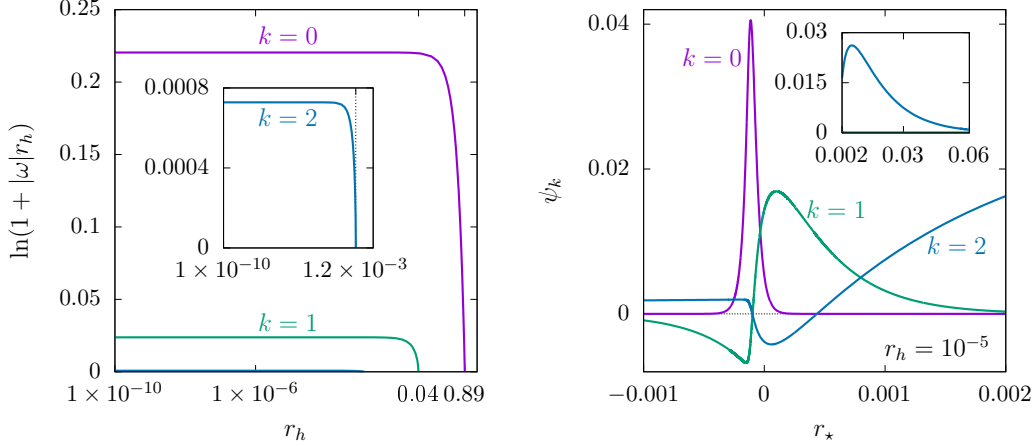 0.25
0.20
0.15
0.1
0.05
0
ln(1 + |ω|r_h)
k = 0
k = 1
0.0008
0.0004
0
k = 2
1 × 10^{-10}
1.2 × 10^{-3}
1 × 10^{-10}
1 × 10^{-6}
0.04
0.89
r_h
0.04
0.02
0
ψ_k
k = 0
k = 1
k = 2
0.03
0.015
0
0.002
0.03
0.06
r_h = 10^{-5}
-0.001
0
0.001
0.002
r_⋆